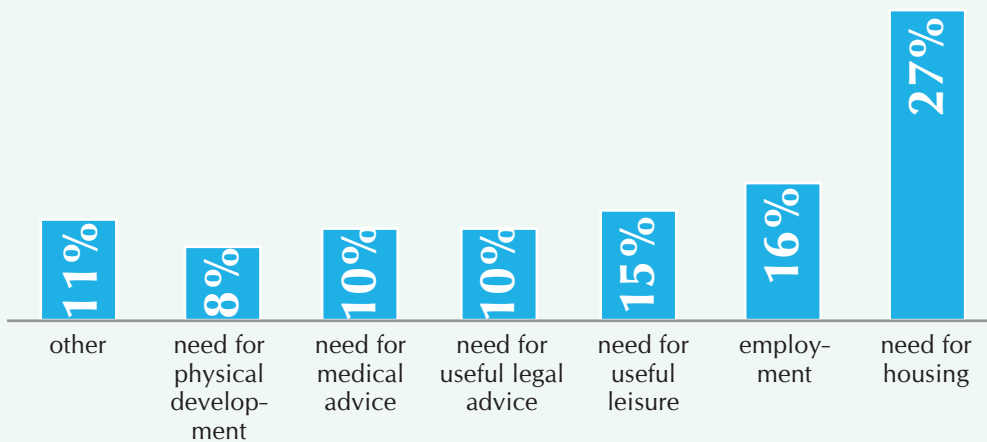 27%
16%
15%
11%
8%
10%
10%
other
need for
physical
develop-
ment
need for
medical
advice
need for
useful legal
advice
need for
useful
leisure
employ-
ment
need for
housing